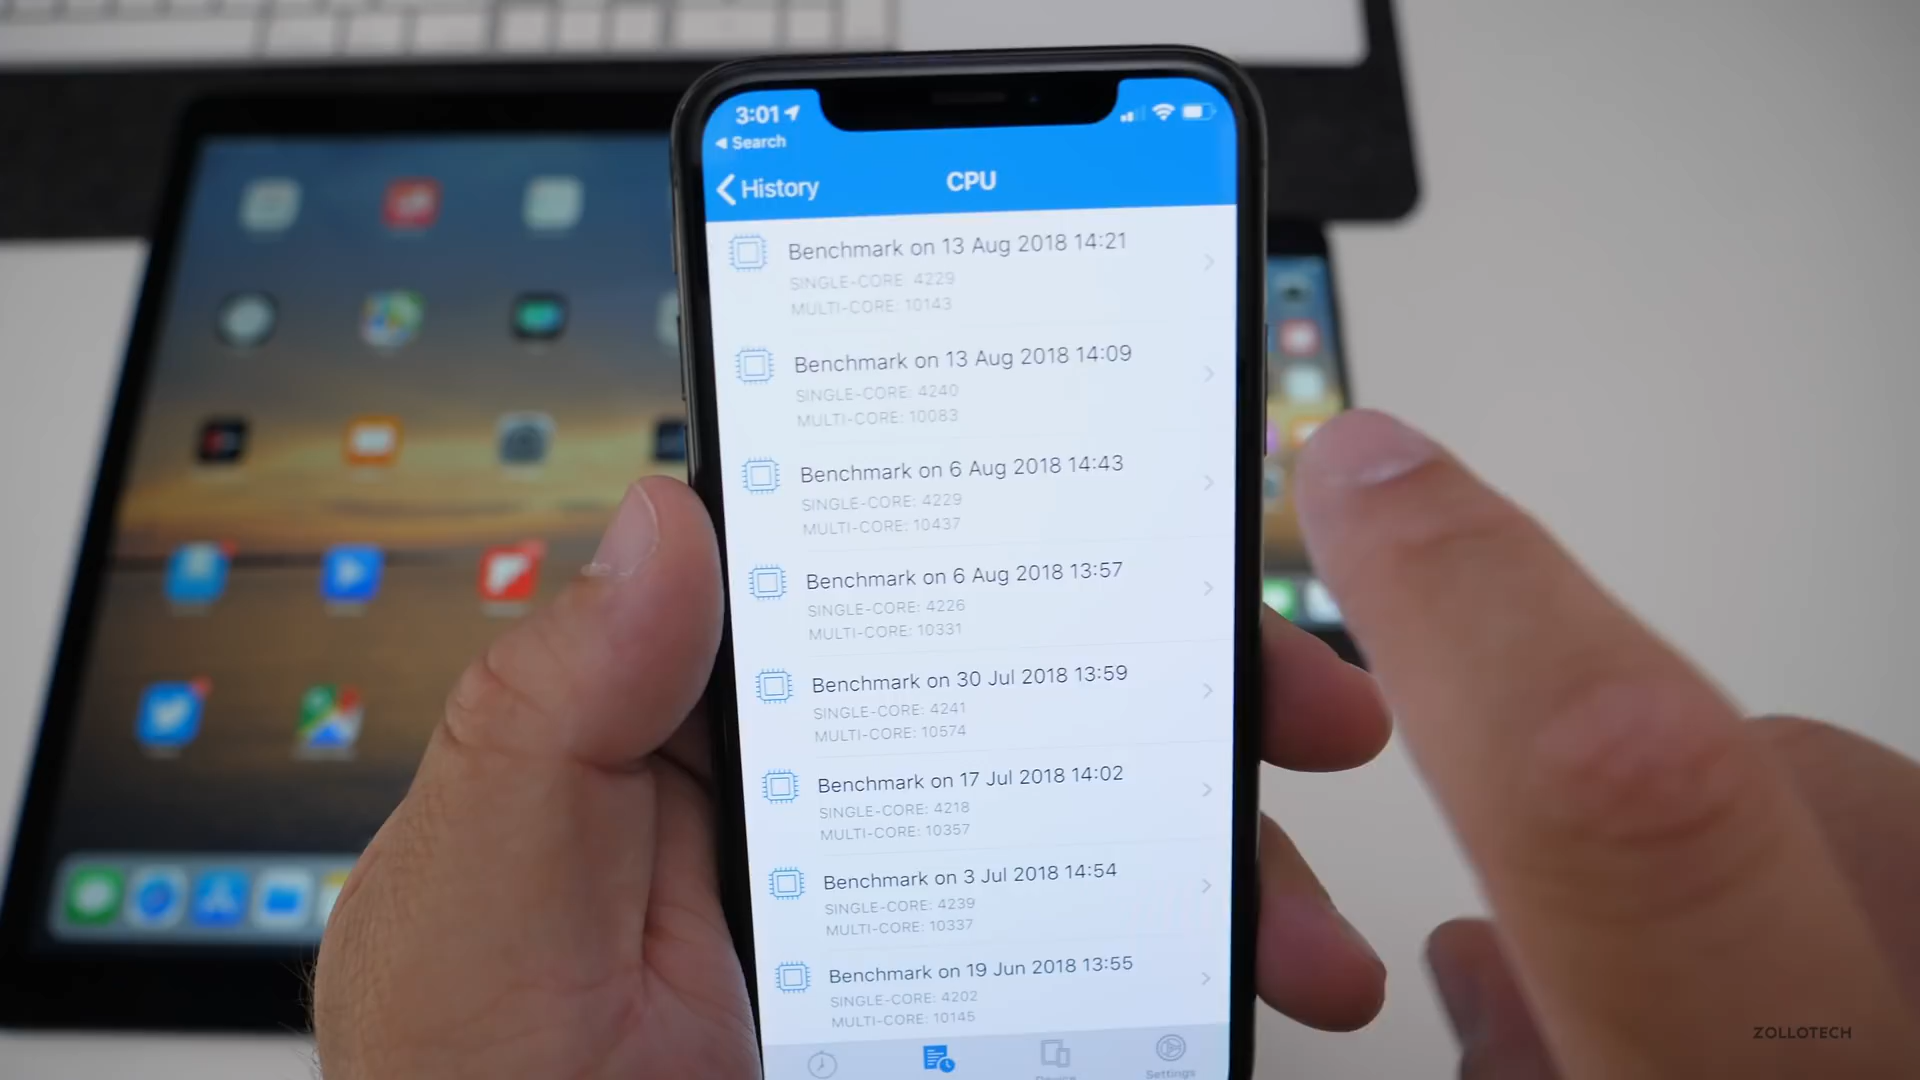 3:01
Search
History
CPU
Benchmark on 13 Aug 2018 14:21
SINGLE-CORE: 4229
MULTI-CORE: 10143
Benchmark on 13 Aug 2018 14:09
SINGLE-CORE: 4240
MULTI-CORE: 10083
Benchmark on 6 Aug 2018 14:43
SINGLE-CORE: 4229
MULTI-CORE: 10437
Benchmark on 6 Aug 2018 13:57
SINGLE-CORE: 4226
MULTI-CORE: 10331
Benchmark on 30 Jul 2018 13:59
SINGLE-CORE: 4241
MULTI-CORE: 10574
Benchmark on 17 Jul 2018 14:02
SINGLE-CORE: 4218
MULTI-CORE: 10357
Benchmark on 3 Jul 2018 14:54
SINGLE-CORE: 4239
MULTI-CORE: 10337
Benchmark on 19 Jun 2018 13:55
SINGLE-CORE: 4202
MULTI-CORE: 10145
Settings
ZOLLOTECH